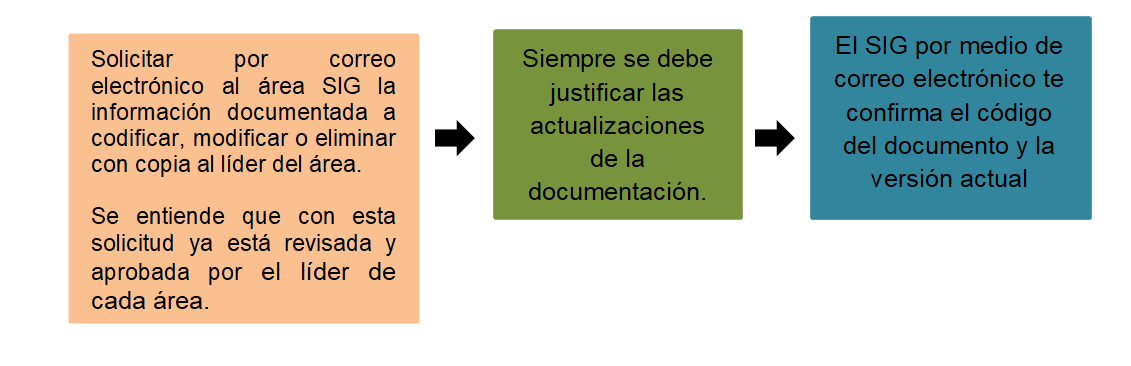 Solicitar por correo
electrónico al área SIG la
información documentada a
codificar, modificar o eliminar
con copia al líder del área.
Se entiende que con esta
solicitud ya está revisada y
aprobada por el líder de
cada área.
Siempre se debe
justificar las
actualizaciones
de la
documentación.
El SIG por medio de
correo electrónico te
confirma el código
del documento y la
versión actual